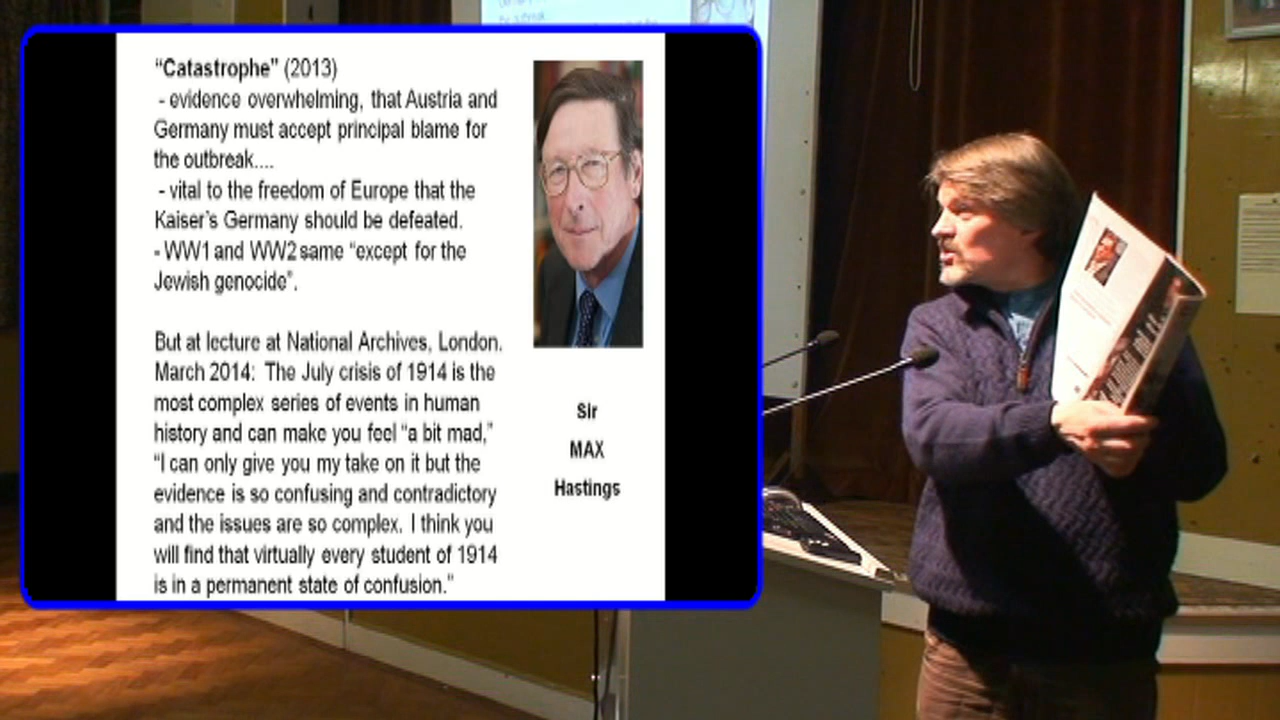 “Catastrophe” (2013)
- evidence overwhelming, that Austria and
Germany must accept principal blame for
the outbreak....
- vital to the freedom of Europe that the
Kaiser's Germany should be defeated.
- WW1 and WW2 same “except for the
Jewish genocide”.
But at lecture at National Archives, London.
March 2014: The July crisis of 1914 is the
most complex series of events in human
history and can make you feel “a bit mad,”
“I can only give you my take on it but the
evidence is so confusing and contradictory
and the issues are so complex. I think you
will find that virtually every student of 1914
is in a permanent state of confusion.”
Sir
MAX
Hastings